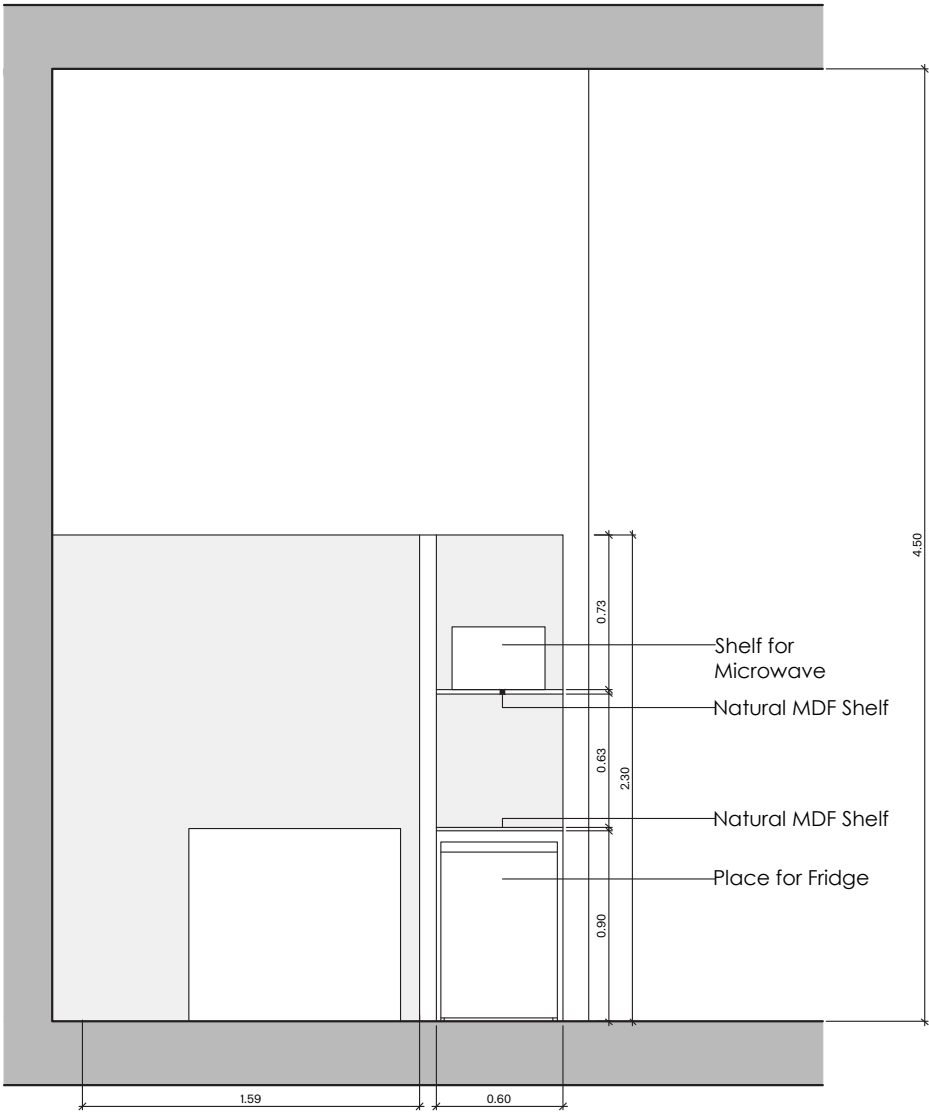 4.50
0.73
Shelf for
Microwave
Natural MDF Shelf
0.63
2.30
Natural MDF Shelf
Place for Fridge
0.90
1.59
0.60